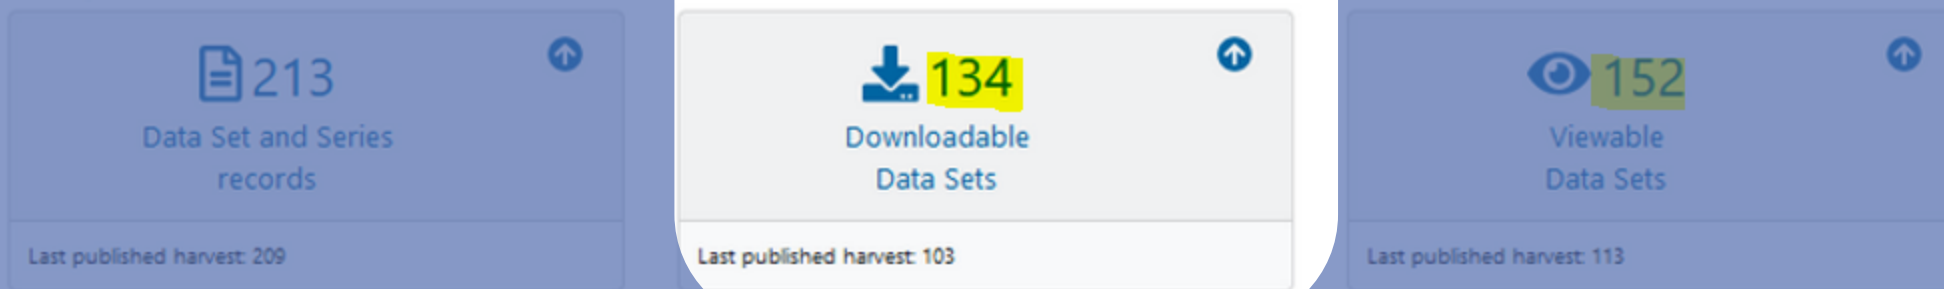 213
Data Set and Series
records
Last published harvest: 209
134
Downloadable
Data Sets
Last published harvest: 103
152
Viewable
Data Sets
Last published harvest: 113